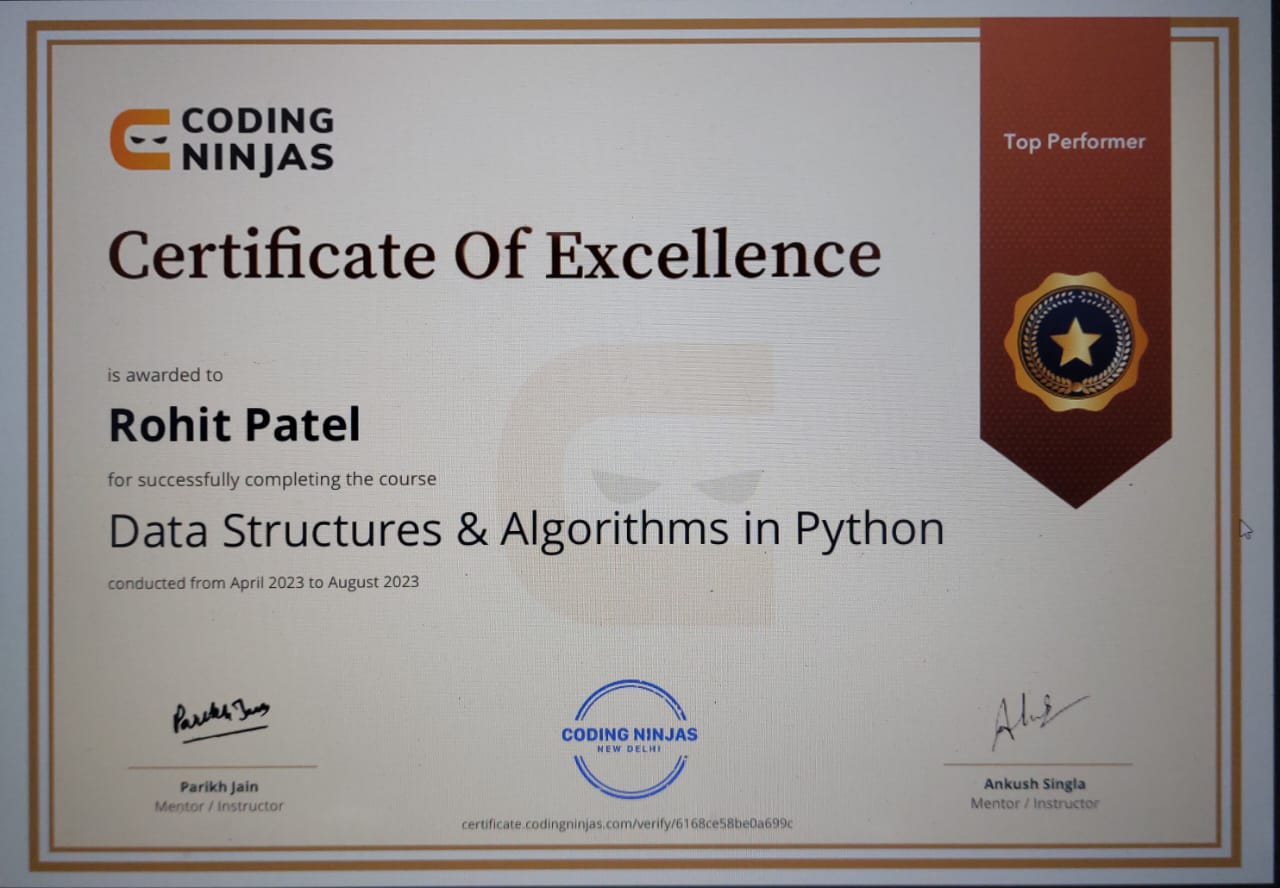 CODING
NINJAS
Top Performer
Certificate Of Excellence
is awarded to
Rohit Patel
for successfully completing the course
Data Structures & Algorithms in Python
conducted from April 2023 to August 2023
Parikh Jain
CODING NINJAS
NEW DELHI
Parikh Jain
Mentor / Instructor
Ankush Singla
Mentor / Instructor
certificate.codingninjas.com/verify/6168ce58be0a699c